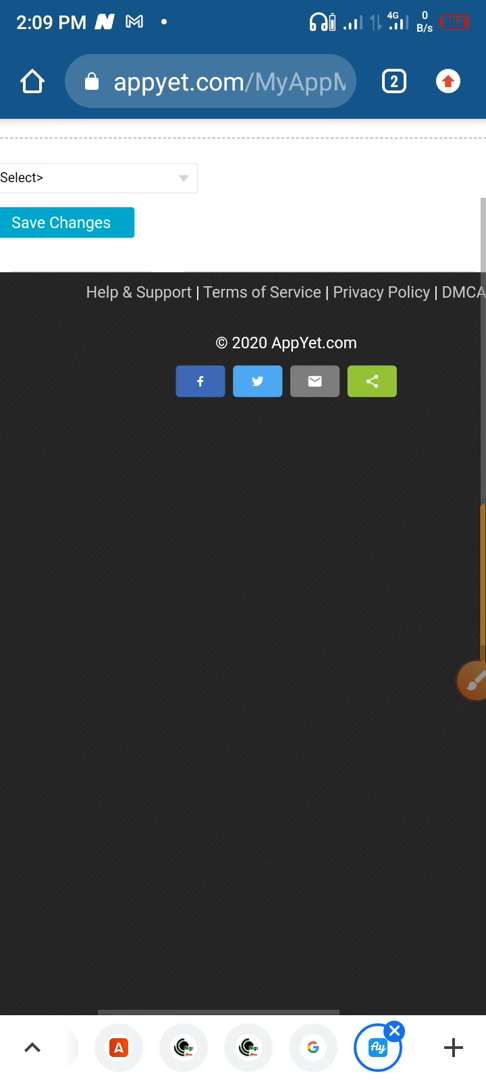 2:09 PM
4G
0
B/s
appyet.com/MyAppM
2
Select>
Save Changes
Help & Support | Terms of Service | Privacy Policy | DMCA
© 2020 AppYet.com
f
A
G
Ay